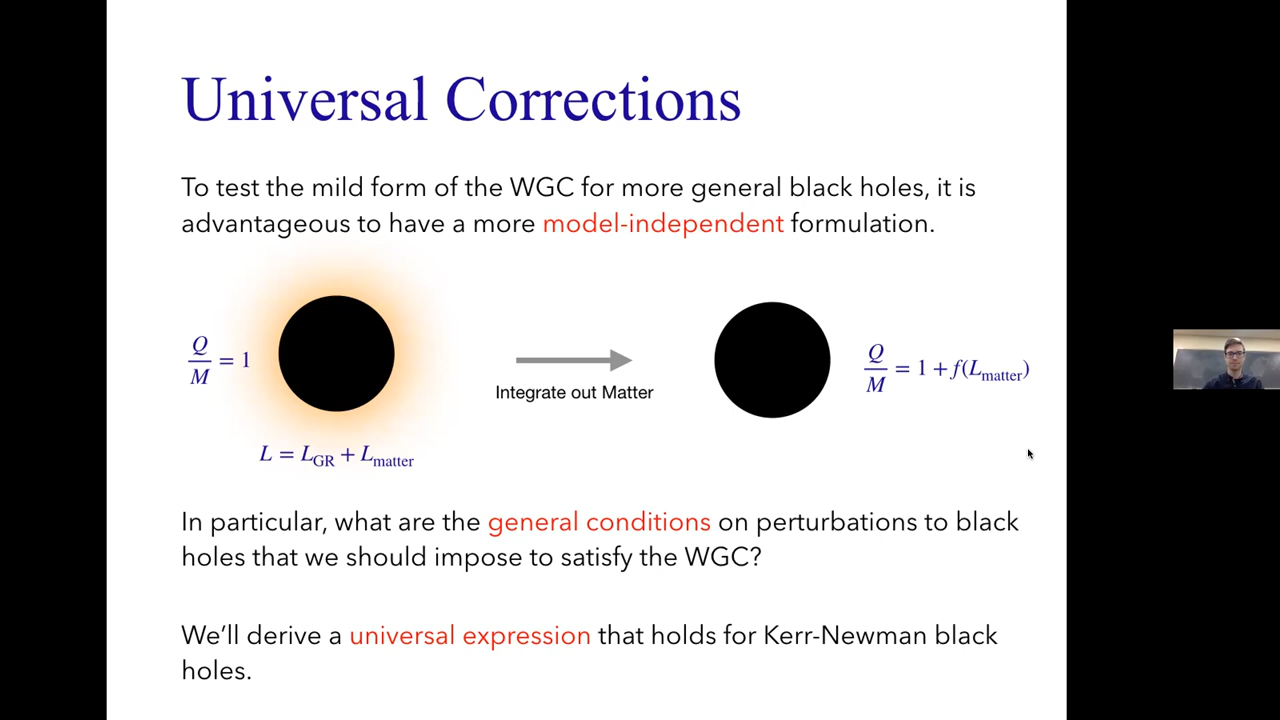 Universal Corrections
To test the mild form of the WGC for more general black holes, it is
advantageous to have a more model-independent formulation.
Q/M = 1
Integrate out Matter
Q/M = 1 + f(L_matter)
L = L_GR + L_matter
In particular, what are the general conditions on perturbations to black
holes that we should impose to satisfy the WGC?
We’ll derive a universal expression that holds for Kerr-Newman black
holes.